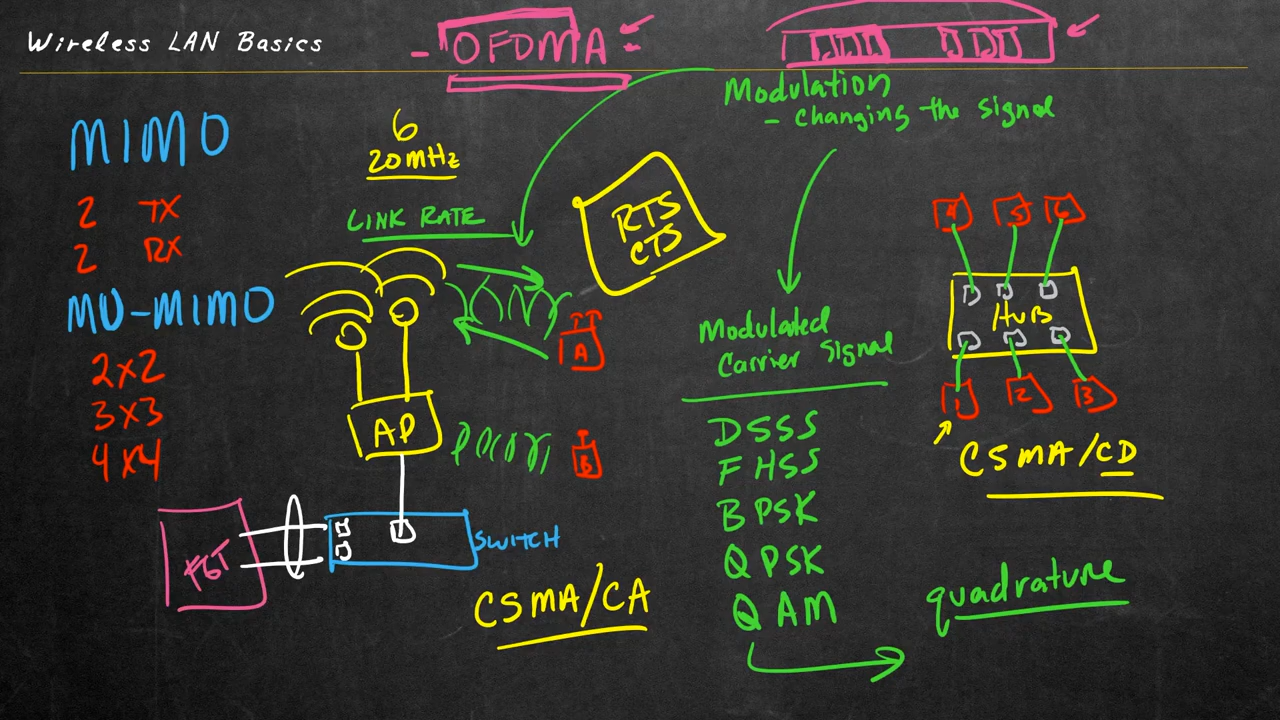 Wireless LAN Basics
- OFDMA
Modulation
- changing the signal
MIMO
2 TX
2 RX
MU-MIMO
2x2
3x3
4x4
6
20MHz
LINK RATE
RTS
CTS
A
AP
B
FGT
SWITCH
CSMA/CA
Modulated
Carrier Signal
DSSS
FHSS
BPSK
QPSK
QAM
quadrature
4 5 6
HUB
1 2 3
CSMA/CD